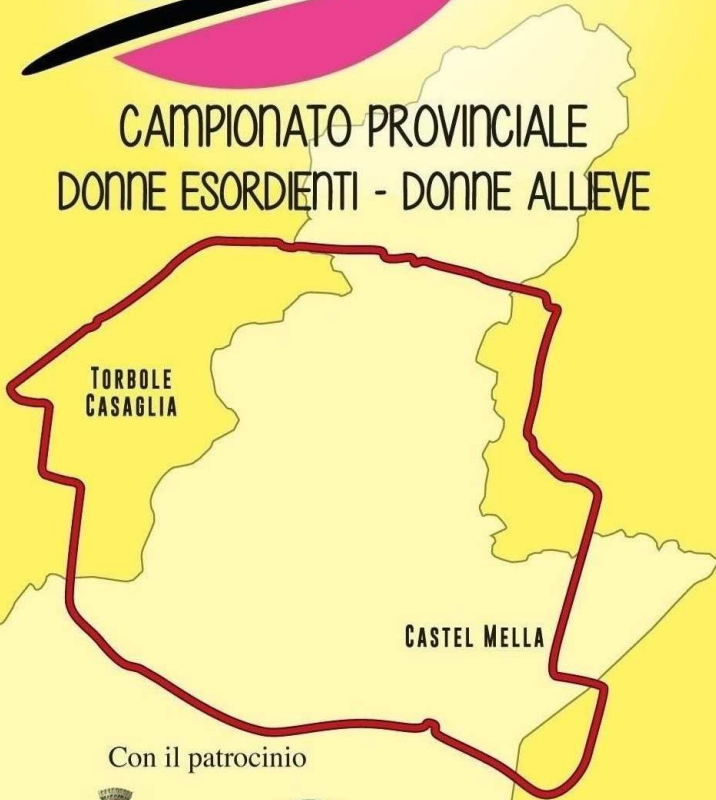 CAMPIONATO PROVINCIALE
DONNE ESORDIENTI - DONNE ALLIEVE
TORBOLE
CASAGLIA
CASTEL MELLA
Con il patrocinio